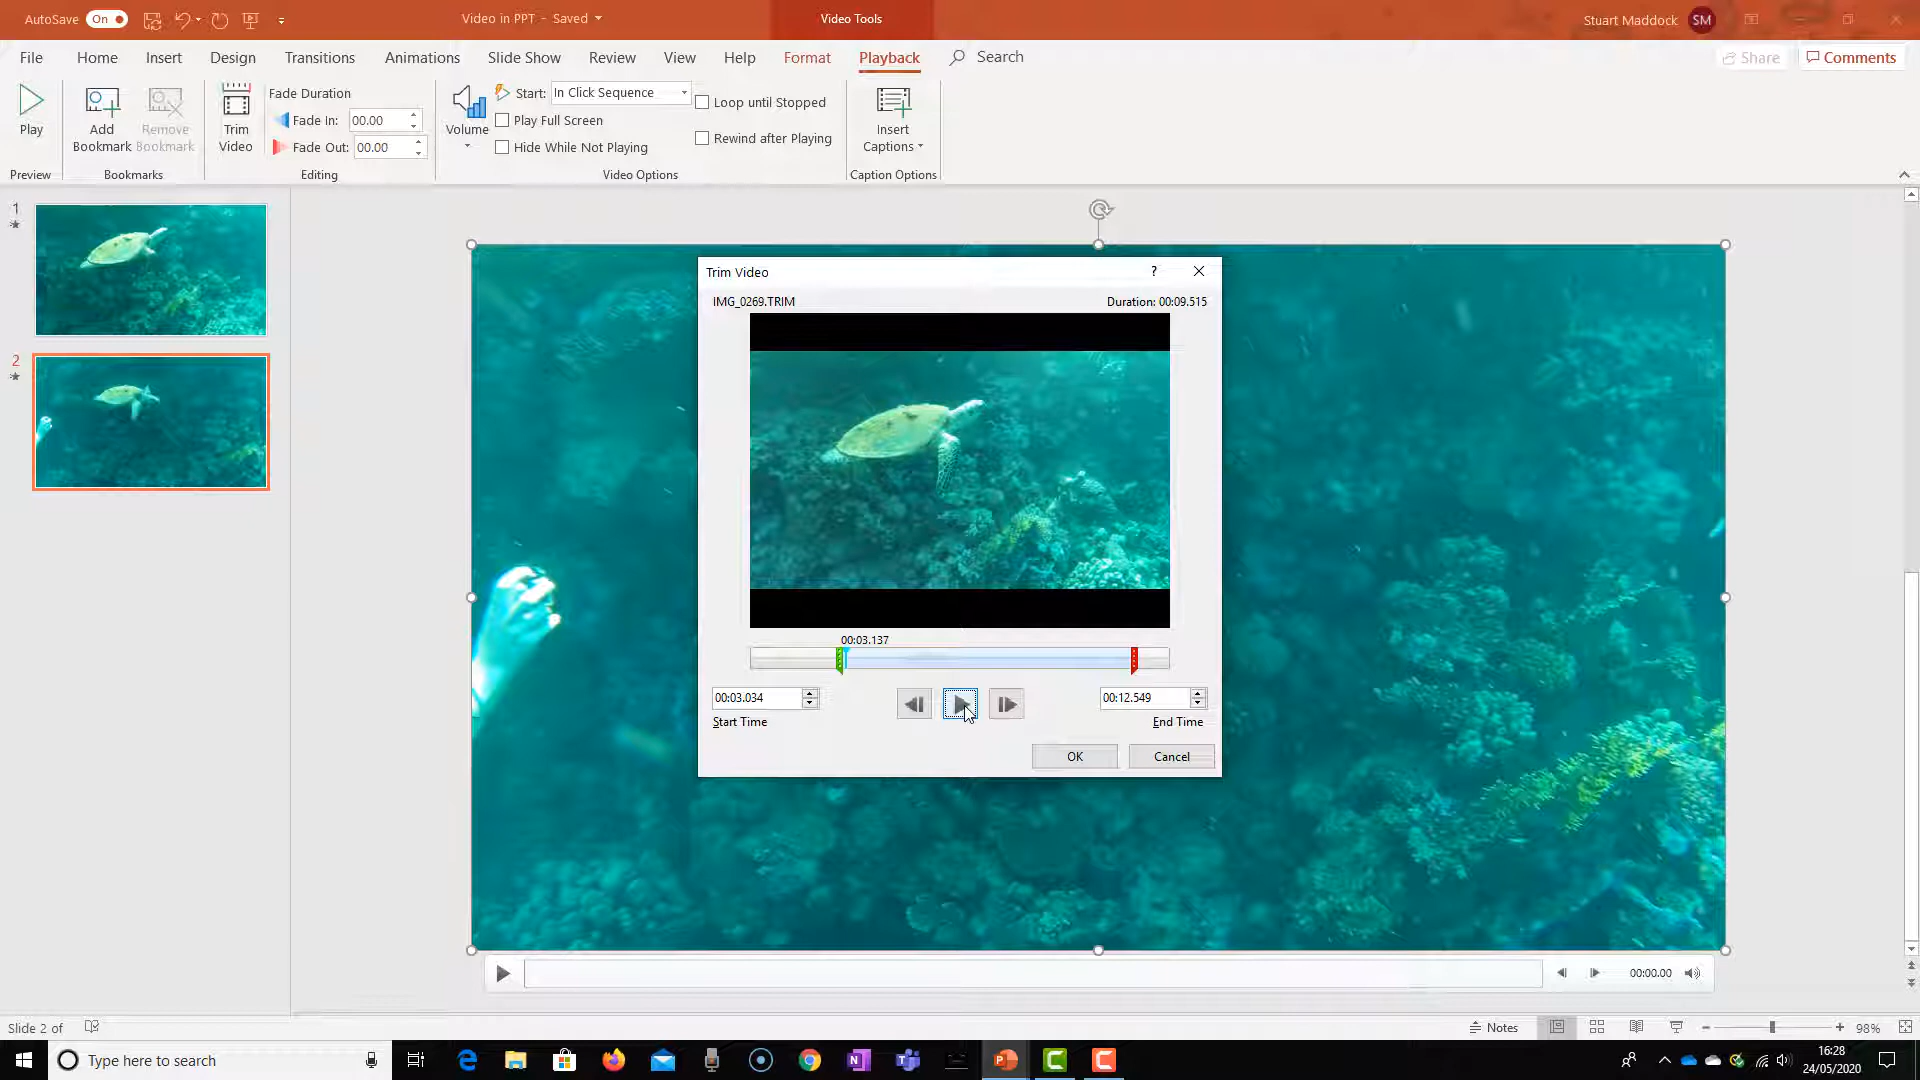 AutoSave On Video in PPT - Saved Video Tools Stuart Maddock SM
File Home Insert Design Transitions Animations Slide Show Review View Help Format Playback Search Share Comments
Play
Add
Bookmark
Remove
Bookmark
Trim
Video
Fade Duration
Fade In: 00.00
Fade Out: 00.00
Volume
Start: In Click Sequence
Play Full Screen
Hide While Not Playing
Loop until Stopped
Rewind after Playing
Insert
Captions
Preview Bookmarks Editing Video Options Caption Options
1
2
Trim Video ?
IMG_0269.TRIM Duration: 00:09.515
00:03.137
00:03.034 00:12.549
Start Time End Time
OK Cancel
00:00.00
Slide 2 of Notes 98%
Type here to search
16:28
24/05/2020